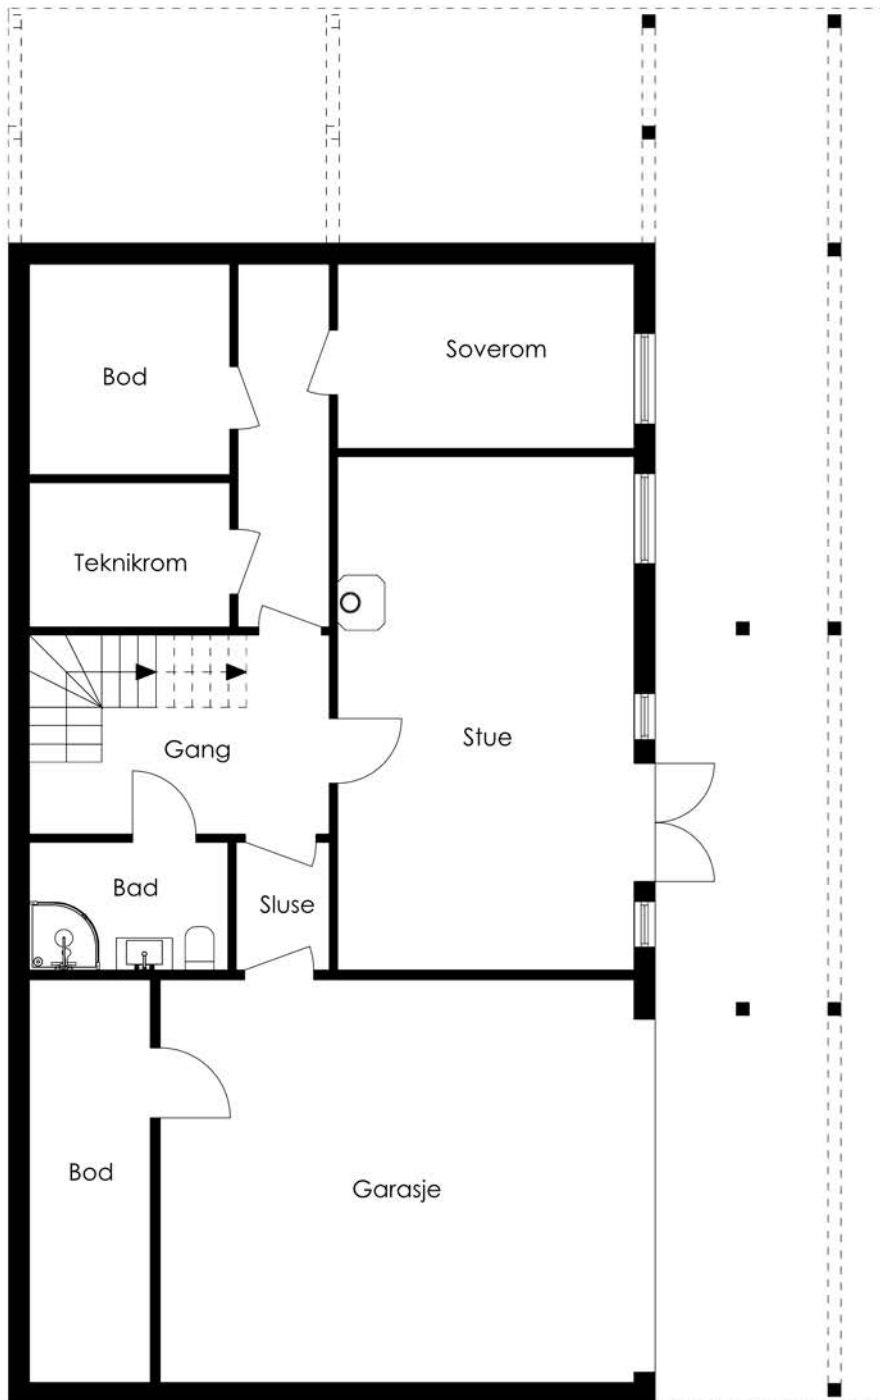 Soverom
Bod
Teknikrom
Stue
Gang
Bad
Sluse
Bod
Garasje